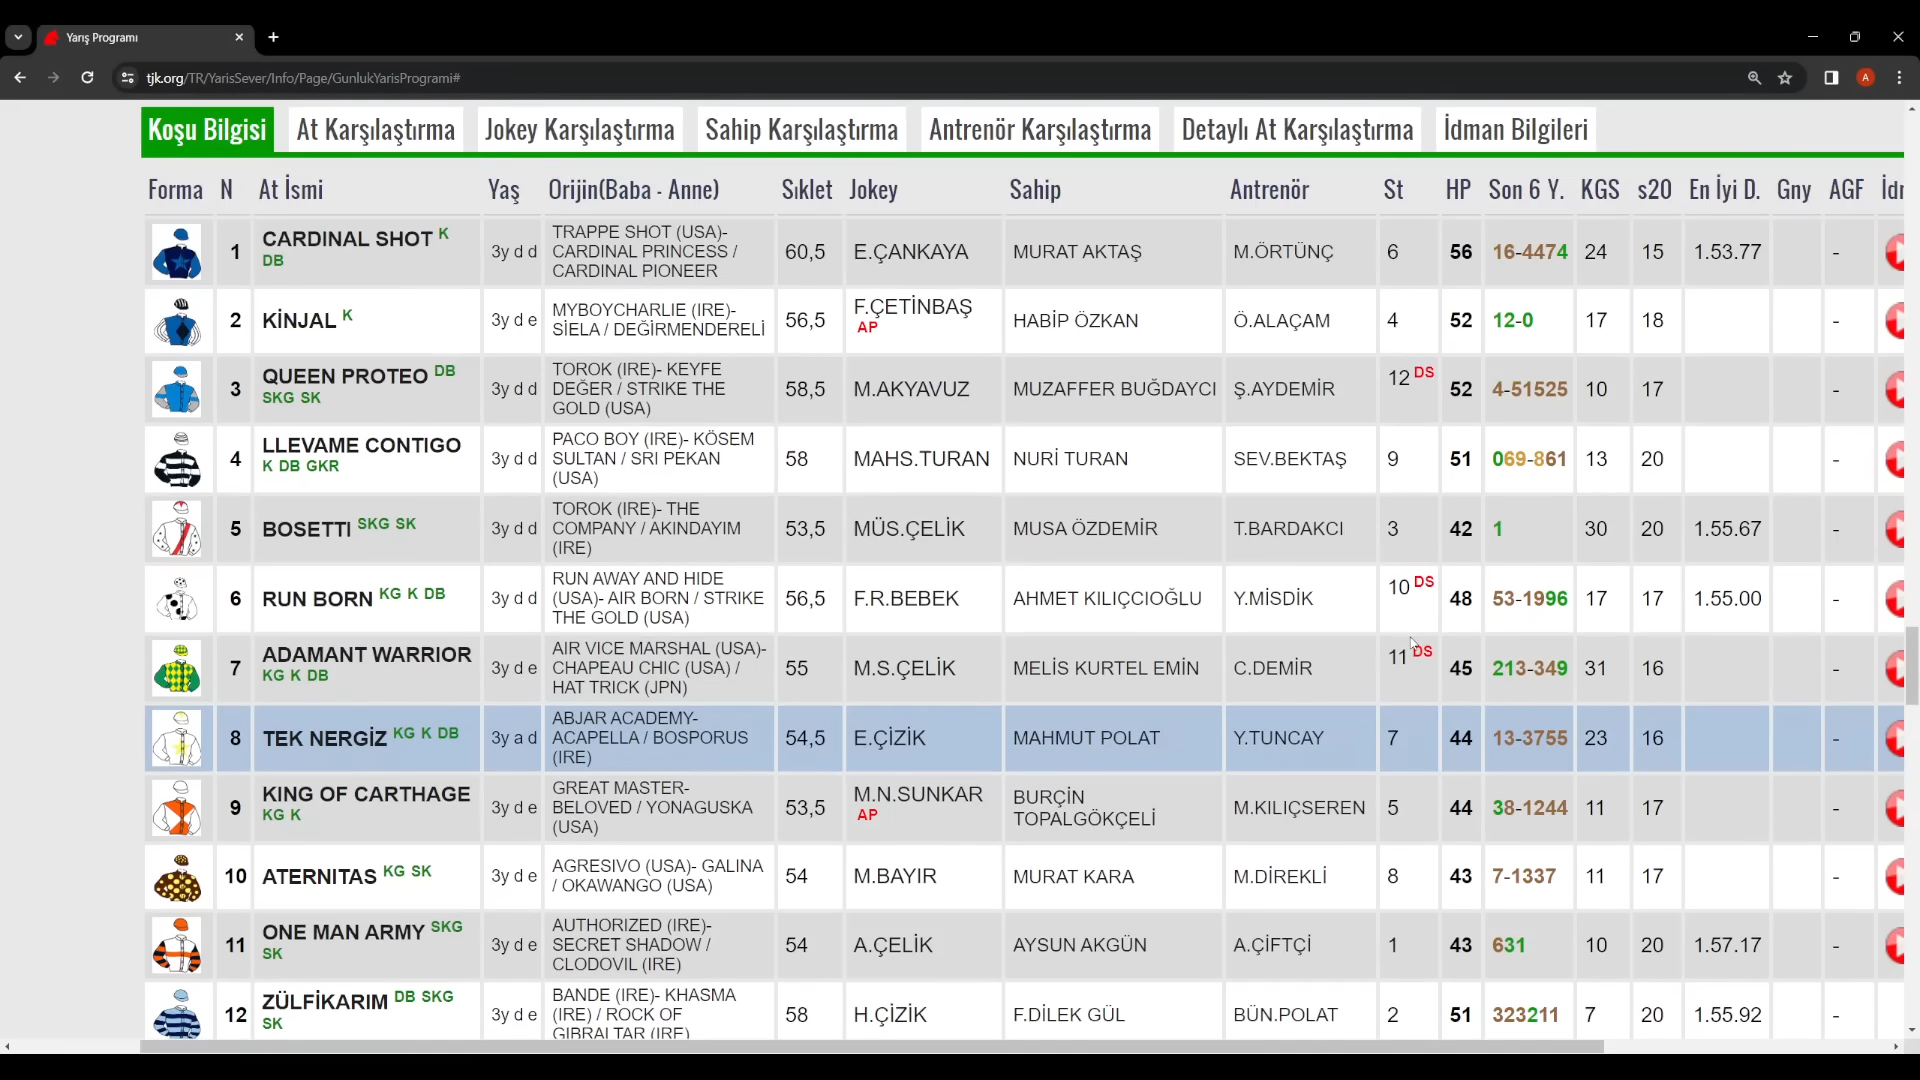 Yarış Programı
tjk.org/TR/YarisSever/Info/Page/GunlukYarisProgrami#
A
Koşu Bilgisi At Karşılaştırma Jokey Karşılaştırma Sahip Karşılaştırma Antrenör Karşılaştırma Detaylı At Karşılaştırma İdman Bilgileri
Forma N At İsmi Yaş Orijin(Baba - Anne) Sıklet Jokey Sahip Antrenör St HP Son 6 Y. KGS s20 En İyi D. Gny AGF
1 CARDINAL SHOT K DB 3y d d TRAPPE SHOT (USA)- CARDINAL PRINCESS / CARDINAL PIONEER 60,5 E.ÇANKAYA MURAT AKTAŞ M.ÖRTÜNÇ 6 56 16-4474 24 15 1.53.77 -
2 KİNJAL K 3y d e MYBOYCHARLIE (IRE)- SİELA / DEĞİRMENDERELİ 56,5 F.ÇETİNBAŞ AP HABİP ÖZKAN Ö.ALAÇAM 4 52 12-0 17 18 -
3 QUEEN PROTEO DB SKG SK 3y d d TOROK (IRE)- KEYFE DEĞER / STRIKE THE GOLD (USA) 58,5 M.AKYAVUZ MUZAFFER BUĞDAYCI Ş.AYDEMİR 12 DS 52 4-51525 10 17 -
4 LLEVAME CONTIGO K DB GKR 3y d d PACO BOY (IRE)- KÖSEM SULTAN / SRI PEKAN (USA) 58 MAHS.TURAN NURİ TURAN SEV.BEKTAŞ 9 51 069-861 13 20 -
5 BOSETTI SKG SK 3y d d TOROK (IRE)- THE COMPANY / AKINDAYIM (IRE) 53,5 MÜS.ÇELİK MUSA ÖZDEMİR T.BARDAKCI 3 42 1 30 20 1.55.67 -
6 RUN BORN KG K DB 3y d d RUN AWAY AND HIDE (USA)- AIR BORN / STRIKE THE GOLD (USA) 56,5 F.R.BEBEK AHMET KILIÇCIOĞLU Y.MİSDİK 10 DS 48 53-1996 17 17 1.55.00 -
7 ADAMANT WARRIOR KG K DB 3y d e AIR VICE MARSHAL (USA)- CHAPEAU CHIC (USA) / HAT TRICK (JPN) 55 M.S.ÇELİK MELİS KURTEL EMİN C.DEMİR 11 DS 45 213-349 31 16 -
8 TEK NERGİZ KG K DB 3y a d ABJAR ACADEMY- ACAPELLA / BOSPORUS (IRE) 54,5 E.ÇİZİK MAHMUT POLAT Y.TUNCAY 7 44 13-3755 23 16 -
9 KING OF CARTHAGE KG K 3y d e GREAT MASTER- BELOVED / YONAGUSKA (USA) 53,5 M.N.SUNKAR AP BURÇİN TOPALGÖKÇELİ M.KILIÇSEREN 5 44 38-1244 11 17 -
10 ATERNITAS KG SK 3y d e AGRESIVO (USA)- GALINA / OKAWANGO (USA) 54 M.BAYIR MURAT KARA M.DİREKLİ 8 43 7-1337 11 17 -
11 ONE MAN ARMY SKG SK 3y d e AUTHORIZED (IRE)- SECRET SHADOW / CLODOVIL (IRE) 54 A.ÇELİK AYSUN AKGÜN A.ÇİFTÇİ 1 43 631 10 20 1.57.17 -
12 ZÜLFİKARIM DB SKG SK 3y d e BANDE (IRE)- KHASMA (IRE) / ROCK OF GIBRALTAR (IRE) 58 H.ÇİZİK F.DİLEK GÜL BÜN.POLAT 2 51 323211 7 20 1.55.92 -